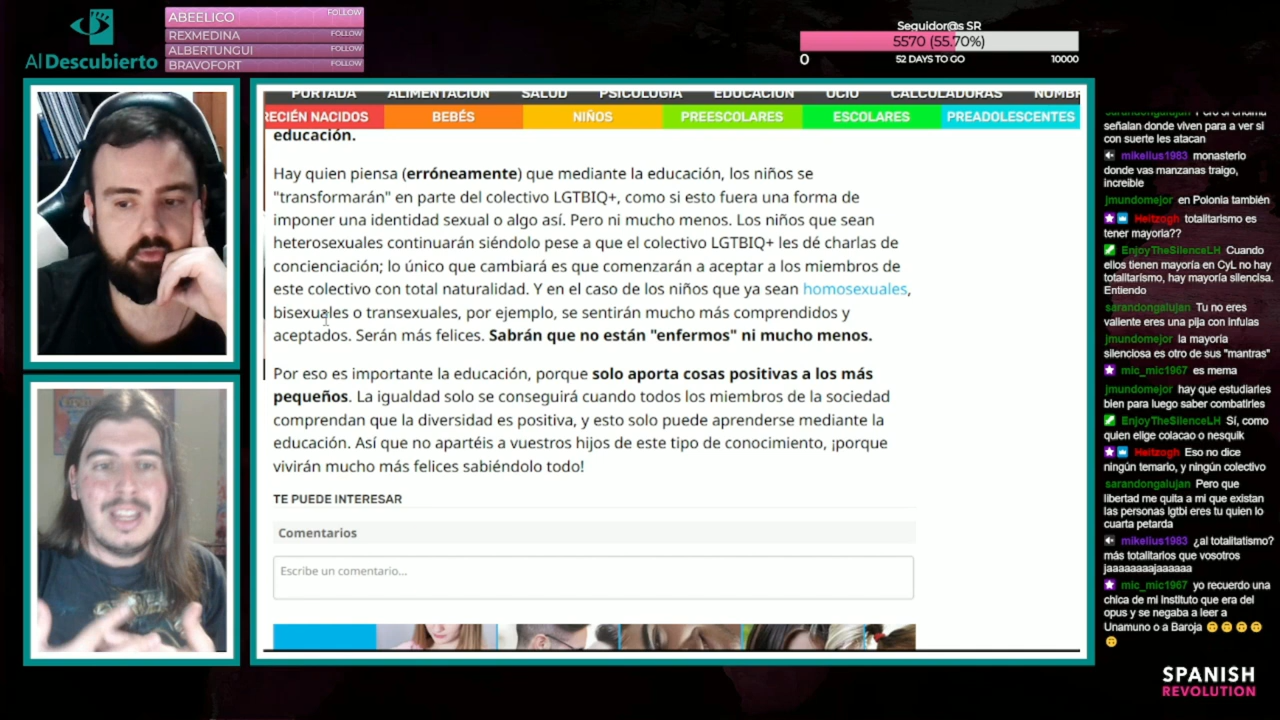 Al Descubierto
ABEELICO FOLLOW
REXMEDINA FOLLOW
ALBERTUNGUI FOLLOW
BRAVOFORT FOLLOW
Seguidor@s SR
5570 (55.70%)
0 52 DAYS TO GO 10000
PORTADA ALIMENTACIÓN SALUD PSICOLOGÍA EDUCACIÓN OCIO CALCULADORAS
RECIÉN NACIDOS BEBÉS NIÑOS PREESCOLARES ESCOLARES PREADOLESCENTES
educación.
Hay quien piensa (erróneamente) que mediante la educación, los niños se
"transformarán" en parte del colectivo LGTBIQ+, como si esto fuera una forma de
imponer una identidad sexual o algo así. Pero ni mucho menos. Los niños que sean
heterosexuales continuarán siéndolo pese a que el colectivo LGTBIQ+ les dé charlas de
concienciación; lo único que cambiará es que comenzarán a aceptar a los miembros de
este colectivo con total naturalidad. Y en el caso de los niños que ya sean homosexuales,
bisexuales o transexuales, por ejemplo, se sentirán mucho más comprendidos y
aceptados. Serán más felices. Sabrán que no están "enfermos" ni mucho menos.
Por eso es importante la educación, porque solo aporta cosas positivas a los más
pequeños. La igualdad solo se conseguirá cuando todos los miembros de la sociedad
comprendan que la diversidad es positiva, y esto solo puede aprenderse mediante la
educación. Así que no apartéis a vuestros hijos de este tipo de conocimiento, ¡porque
vivirán mucho más felices sabiéndolo todo!
TE PUEDE INTERESAR
Comentarios
Escribe un comentario...
señalan donde viven para a ver si
con suerte les atacan
mikelius1983 monasterio
donde vas manzanas traigo,
increible
jmundomejor en Polonia también
Heitzogh totalitarismo es
tener mayoría??
EnjoyTheSilenceLH Cuando
ellos tienen mayoría en CyL no hay
totalitarismo, hay mayoría silencisa.
Entiendo
sarandongalujan Tu no eres
valiente eres una pija con infulas
jmundomejor la mayoría
silenciosa es otro de sus "mantras"
mic_mic1967 es mema
jmundomejor hay que estudiarles
bien para luego saber combatirles
EnjoyTheSilenceLH Sí, como
quien elige colacao o nesquik
Heitzogh Eso no dice
ningún temario, y ningún colectivo
sarandongalujan Pero que
libertad me quita a mi que existan
las personas lgtbi eres tu quien lo
cuarta petarda
mikelius1983 ¿al totalitatismo?
más totalitarios que vosotros
jaaaaaaaajaaaaaa
mic_mic1967 yo recuerdo una
chica de mi instituto que era del
opus y se negaba a leer a
Unamuno o a Baroja
SPANISH
REVOLUTION